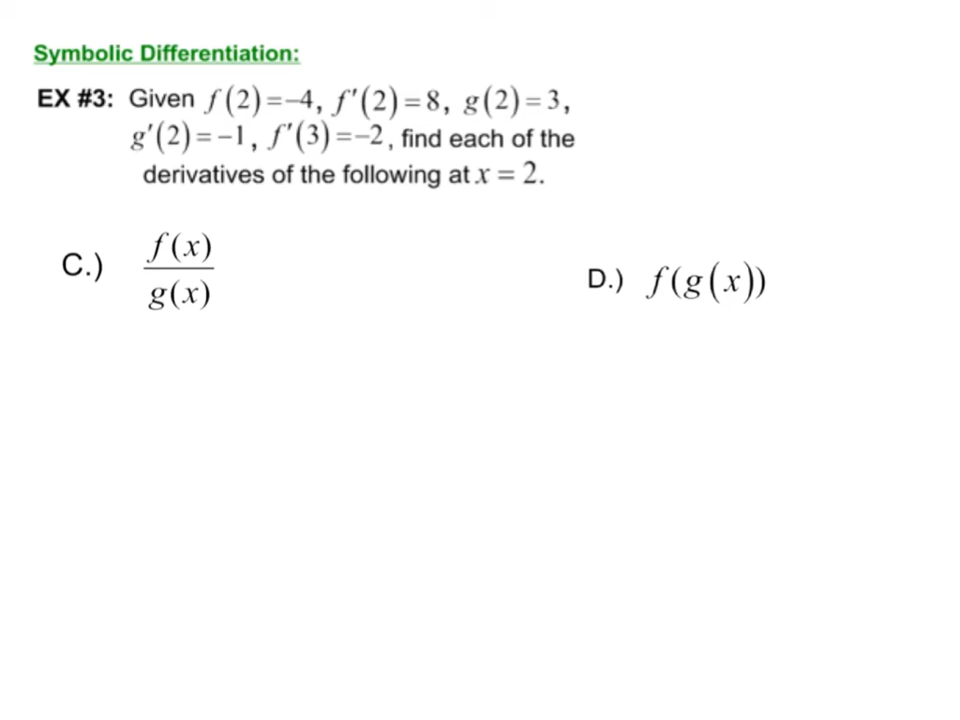 Symbolic Differentiation:
EX #3: Given f(2)=−4, f'(2)=8, g(2)=3,
g'(2)=−1, f'(3)=−2, find each of the
derivatives of the following at x = 2.
C.) f(x)/g(x)
D.) f(g(x))